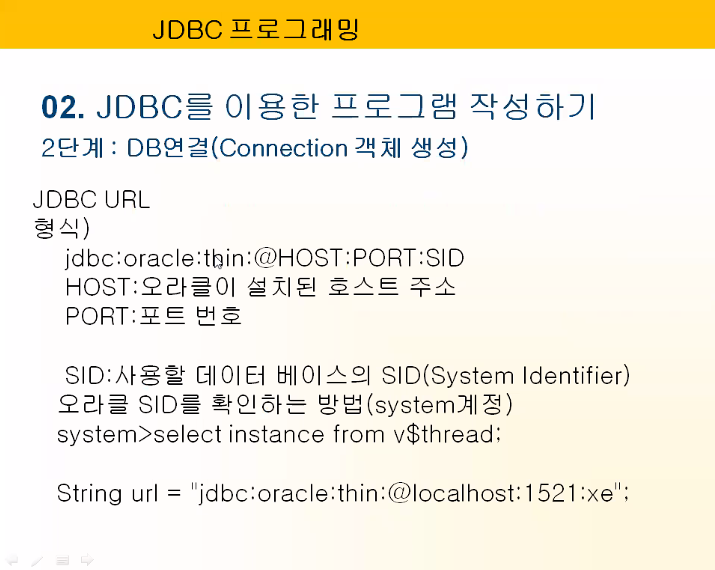 JDBC 프로그래밍
02. JDBC를 이용한 프로그램 작성하기
2단계 : DB연결(Connection 객체 생성)
JDBC URL
형식)
jdbc:oracle:thin:@HOST:PORT:SID
HOST:오라클이 설치된 호스트 주소
PORT:포트 번호
SID:사용할 데이터 베이스의 SID(System Identifier)
오라클 SID를 확인하는 방법(system계정)
system>select instance from v$thread;
String url = "jdbc:oracle:thin:@localhost:1521:xe";